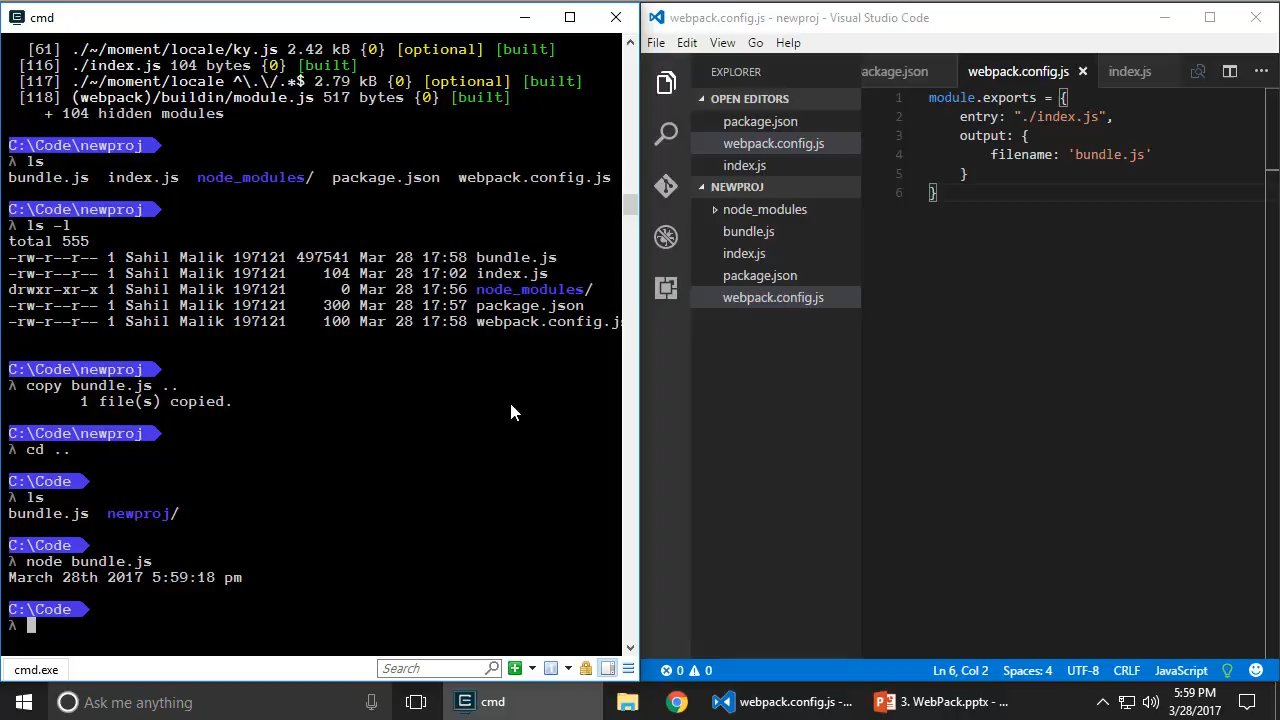 cmd
[61] ./~/moment/locale/ky.js 2.42 kB {0} [optional] [built]
[116] ./index.js 104 bytes {0} [built]
[117] ./~/moment/locale ^\.\/.*$ 2.79 kB {0} [optional] [built]
[118] (webpack)/buildin/module.js 517 bytes {0} [built]
+ 104 hidden modules
C:\Code\newproj
λ ls
bundle.js index.js node_modules/ package.json webpack.config.js
C:\Code\newproj
λ ls -l
total 555
-rw-r--r-- 1 Sahil Malik 197121 497541 Mar 28 17:58 bundle.js
-rw-r--r-- 1 Sahil Malik 197121 104 Mar 28 17:02 index.js
drwxr-xr-x 1 Sahil Malik 197121 0 Mar 28 17:56 node_modules/
-rw-r--r-- 1 Sahil Malik 197121 300 Mar 28 17:57 package.json
-rw-r--r-- 1 Sahil Malik 197121 100 Mar 28 17:58 webpack.config.js
C:\Code\newproj
λ copy bundle.js ..
1 file(s) copied.
C:\Code\newproj
λ cd ..
C:\Code
λ ls
bundle.js newproj/
C:\Code
λ node bundle.js
March 28th 2017 5:59:18 pm
C:\Code
λ
cmd.exe
Search
webpack.config.js - newproj - Visual Studio Code
File Edit View Go Help
EXPLORER
OPEN EDITORS
package.json
webpack.config.js
index.js
NEWPROJ
node_modules
bundle.js
index.js
package.json
webpack.config.js
ackage.json webpack.config.js index.js
1 module.exports = {
2 entry: "./index.js",
3 output: {
4 filename: 'bundle.js'
5 }
6 }
0 0 Ln 6, Col 2 Spaces: 4 UTF-8 CRLF JavaScript
Ask me anything
cmd
webpack.config.js -...
3. WebPack.pptx - ...
5:59 PM
3/28/2017